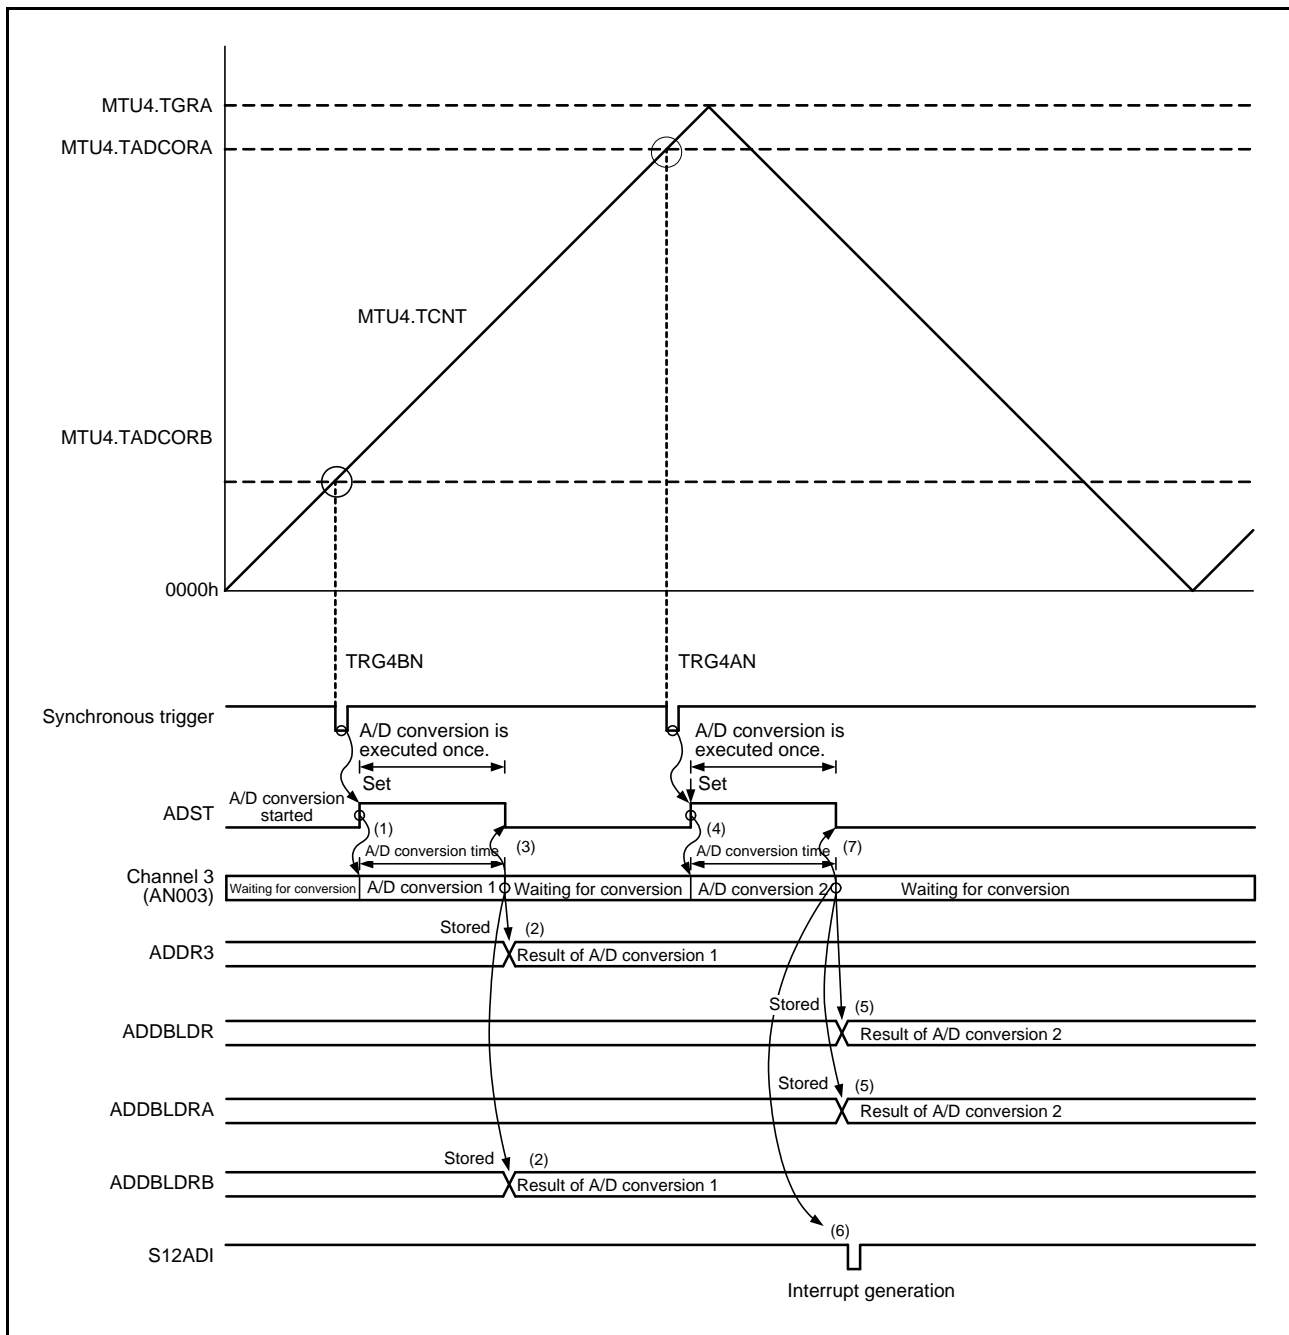 MTU4.TGRA
MTU4.TADCORA
MTU4.TCNT
MTU4.TADCORB
0000h
TRG4BN
TRG4AN
Synchronous trigger
A/D conversion is
executed once.
A/D conversion is
executed once.
Set
Set
A/D conversion
started
ADST
(1)
(3)
(4)
(7)
A/D conversion time
A/D conversion time
Channel 3
(AN003)
Waiting for conversion
A/D conversion 1
Waiting for conversion
A/D conversion 2
Waiting for conversion
Stored
(2)
ADDR3
Result of A/D conversion 1
Stored
(5)
ADDBLDR
Result of A/D conversion 2
Stored
(5)
ADDBLDRA
Result of A/D conversion 2
Stored
(2)
ADDBLDRB
Result of A/D conversion 1
(6)
S12ADI
Interrupt generation